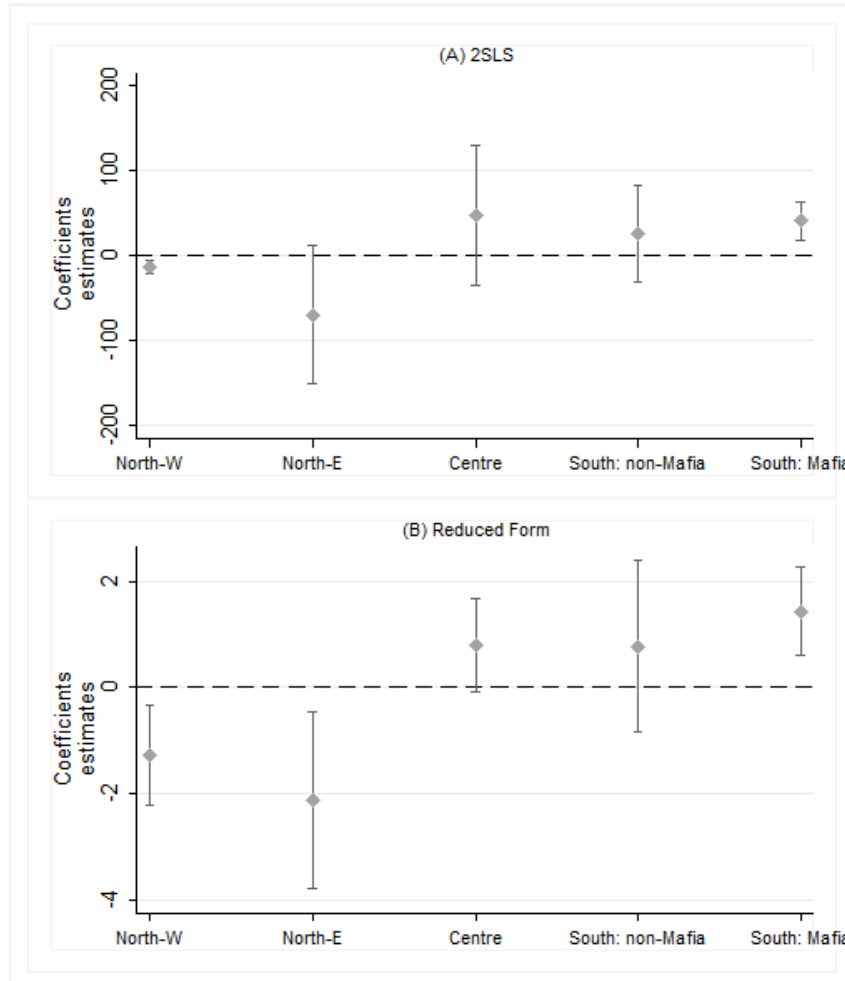 (A) 2SLS
Coefficients
estimates
200
100
0
-100
-200
North-W North-E Centre South: non-Mafia South: Mafia
(B) Reduced Form
Coefficients
estimates
2
0
-2
-4
North-W North-E Centre South: non-Mafia South: Mafia